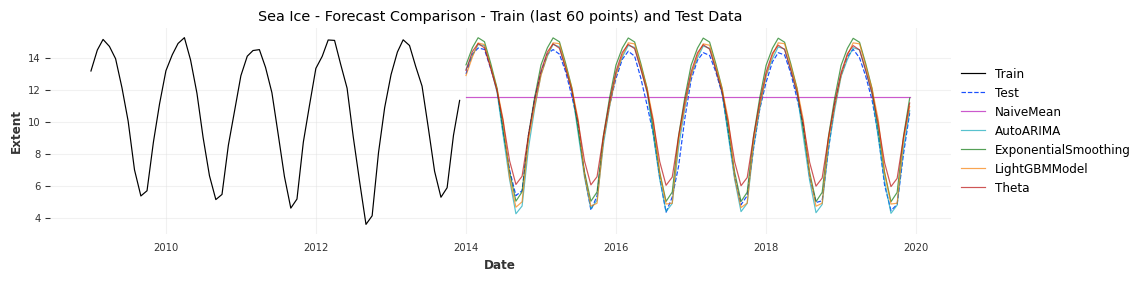 Sea Ice - Forecast Comparison - Train (last 60 points) and Test Data
Extent
14
12
10
8
6
4
2010
2012
2014
2016
2018
2020
Date
Train
Test
NaiveMean
AutoARIMA
ExponentialSmoothing
LightGBMModel
Theta